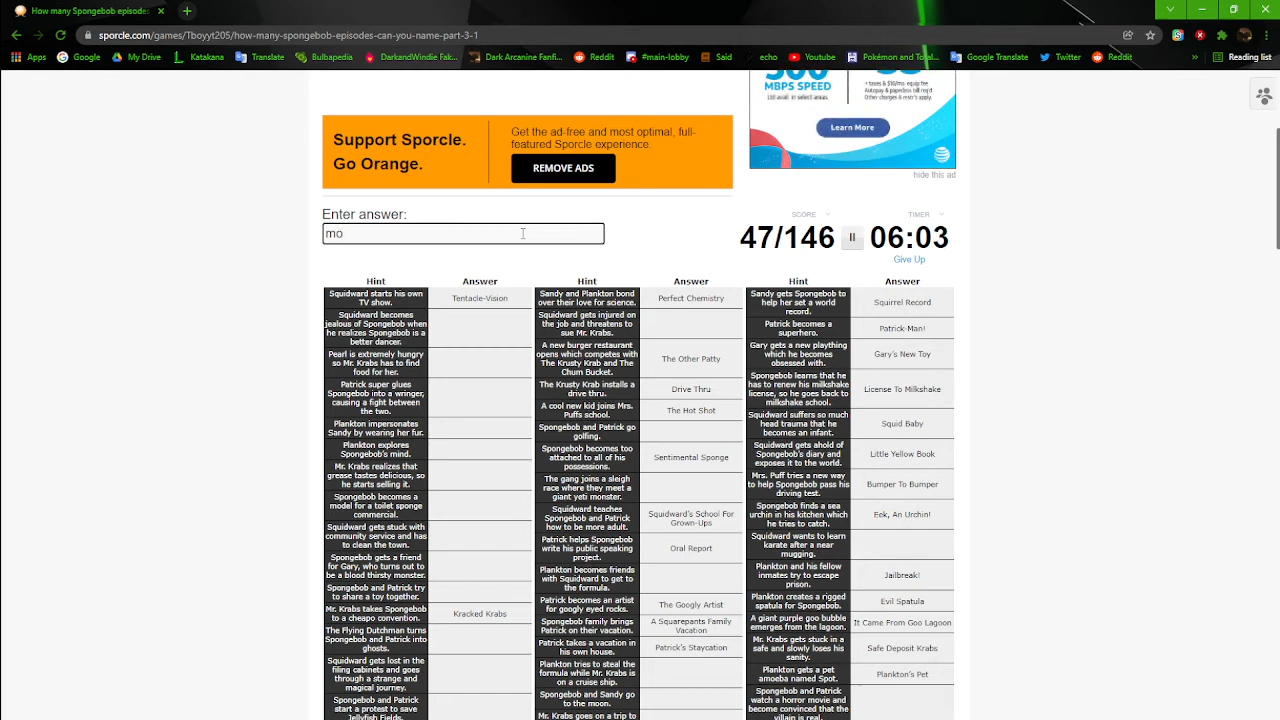 How many Spongebob episodes
sporcle.com/games/Tboyyt205/how-many-spongebob-episodes-can-you-name-part-3-1
Apps Google My Drive Katakana Translate Bulbapedia DarkandWindie Fak... Dark Arcanine Fanfi... Reddit #main-lobby Said echo Youtube Pokémon and Total... Google Translate Twitter Reddit » Reading list
MBPS SPEED
Learn More
hide this ad
Support Sporcle.
Go Orange.
Get the ad-free and most optimal, full-
featured Sporcle experience.
REMOVE ADS
Enter answer:
mo
SCORE TIMER
47/146 06:03
Give Up
Hint Answer
Squidward starts his own
TV show.
Tentacle-Vision
Squidward becomes
jealous of Spongebob when
he realizes Spongebob is a
better dancer.
Pearl is extremely hungry
so Mr. Krabs has to find
food for her.
Patrick super glues
Spongebob into a wringer,
causing a fight between
the two.
Plankton impersonates
Sandy by wearing her fur.
Plankton explores
Spongebob's mind.
Mr. Krabs realizes that
grease tastes delicious, so
he starts selling it.
Spongebob becomes a
model for a toilet sponge
commercial.
Squidward gets stuck with
community service and has
to clean the town.
Spongebob gets a friend
for Gary, who turns out to
be a blood thirsty monster.
Spongebob and Patrick try
to share a toy together.
Mr. Krabs takes Spongebob
to a cheapo convention.
Kracked Krabs
The Flying Dutchman turns
Spongebob and Patrick into
ghosts.
Squidward gets lost in the
filing cabinets and goes
through a strange and
magical journey.
Spongebob and Patrick
start a protest to save
Jellyfish Fields.
Hint Answer
Sandy and Plankton bond
over their love for science.
Perfect Chemistry
Squidward gets injured on
the job and threatens to
sue Mr. Krabs.
A new burger restaurant
opens which competes with
The Krusty Krab and The
Chum Bucket.
The Other Patty
The Krusty Krab installs a
drive thru.
Drive Thru
A cool new kid joins Mrs.
Puffs school.
The Hot Shot
Spongebob and Patrick go
golfing.
Spongebob becomes too
attached to all of his
possessions.
Sentimental Sponge
The gang joins a sleigh
race where they meet a
giant yeti monster.
Squidward teaches
Spongebob and Patrick
how to be more adult.
Squidward's School For
Grown-Ups
Patrick helps Spongebob
write his public speaking
project.
Oral Report
Plankton becomes friends
with Squidward to get to
the formula.
Patrick becomes an artist
for googly eyed rocks.
The Googly Artist
Spongebob family brings
Patrick on their vacation.
A Squarepants Family
Vacation
Patrick takes a vacation in
his own house.
Patrick's Staycation
Plankton tries to steal the
formula while Mr. Krabs is
on a cruise ship.
Spongebob and Sandy go
to the moon.
Mr. Krabs goes on a trip to
Hint Answer
Sandy gets Spongebob to
help her set a world
record.
Squirrel Record
Patrick becomes a
superhero.
Patrick-Man!
Gary gets a new plaything
which he becomes
obsessed with.
Gary's New Toy
Spongebob learns that he
has to renew his milkshake
license, so he goes back to
milkshake school.
License To Milkshake
Squidward suffers so much
head trauma that he
becomes an infant.
Squid Baby
Squidward gets ahold of
Spongebob's diary and
exposes it to the world.
Little Yellow Book
Mrs. Puff tries a new way
to help Spongebob pass his
driving test.
Bumper To Bumper
Spongebob finds a sea
urchin in his kitchen which
he tries to catch.
Eek, An Urchin!
Squidward wants to learn
karate after a near
mugging.
Plankton and his fellow
inmates try to escape
prison.
Jailbreak!
Plankton creates a rigged
spatula for Spongebob.
Evil Spatula
A giant purple goo bubble
emerges from the lagoon.
It Came From Goo Lagoon
Mr. Krabs gets stuck in a
safe and slowly loses his
sanity.
Safe Deposit Krabs
Plankton gets a pet
amoeba named Spot.
Plankton's Pet
Spongebob and Patrick
watch a horror movie and
become convinced that the
villain is real.